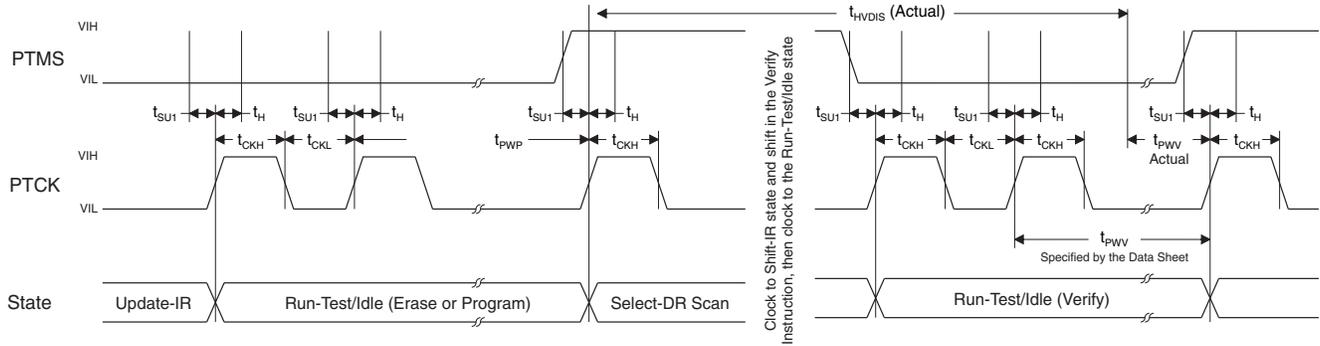 tHVDIS (Actual)
PTMS
VIH
VIL
tSU1 tH tSU1 tH tSU1 tH tSU1 tH tSU1 tH tSU1 tH
tCKH tCKL tPWP tCKH tCKH tCKL tCKH tPWV tCKH
Actual
PTCK
VIH
VIL
tPWV
Specified by the Data Sheet
State
Update-IR
Run-Test/Idle (Erase or Program)
Select-DR Scan
Clock to Shift-IR state and shift in the Verify
Instruction, then clock to the Run-Test/Idle state
Run-Test/Idle (Verify)